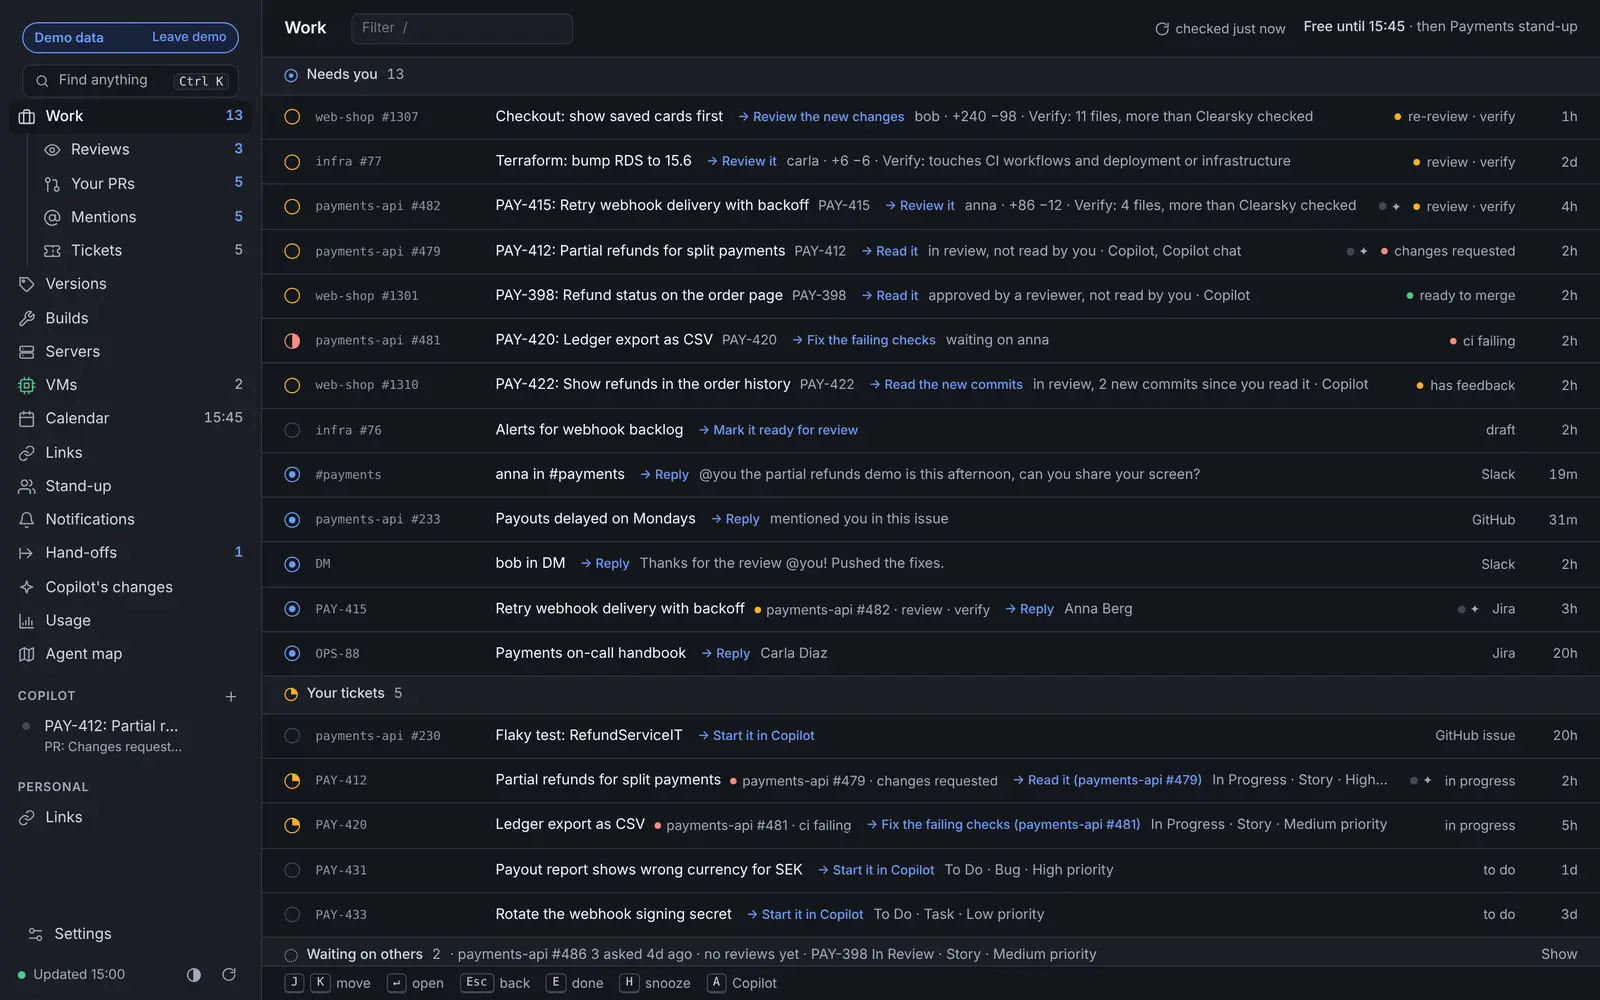 Demo data Leave demo
Find anything Ctrl K
Work 13
Reviews 3
Your PRs 5
Mentions 5
Tickets 5
Versions
Builds
Servers
VMs 2
Calendar 15:45
Links
Stand-up
Notifications
Hand-offs 1
Copilot's changes
Usage
Agent map
COPILOT +
PAY-412: Partial r...
PR: Changes request...
PERSONAL
Links
Settings
Updated 15:00
Work Filter / checked just now Free until 15:45 · then Payments stand-up
Needs you 13
web-shop #1307 Checkout: show saved cards first → Review the new changes bob · +240 −98 · Verify: 11 files, more than Clearsky checked re-review · verify 1h
infra #77 Terraform: bump RDS to 15.6 → Review it carla · +6 −6 · Verify: touches CI workflows and deployment or infrastructure review · verify 2d
payments-api #482 PAY-415: Retry webhook delivery with backoff PAY-415 → Review it anna · +86 −12 · Verify: 4 files, more than Clearsky checked review · verify 4h
payments-api #479 PAY-412: Partial refunds for split payments PAY-412 → Read it in review, not read by you · Copilot, Copilot chat changes requested 2h
web-shop #1301 PAY-398: Refund status on the order page PAY-398 → Read it approved by a reviewer, not read by you · Copilot ready to merge 2h
payments-api #481 PAY-420: Ledger export as CSV PAY-420 → Fix the failing checks waiting on anna ci failing 2h
web-shop #1310 PAY-422: Show refunds in the order history PAY-422 → Read the new commits in review, 2 new commits since you read it · Copilot has feedback 2h
infra #76 Alerts for webhook backlog → Mark it ready for review draft 2h
#payments anna in #payments → Reply @you the partial refunds demo is this afternoon, can you share your screen? Slack 19m
payments-api #233 Payouts delayed on Mondays → Reply mentioned you in this issue GitHub 31m
DM bob in DM → Reply Thanks for the review @you! Pushed the fixes. Slack 2h
PAY-415 Retry webhook delivery with backoff payments-api #482 · review · verify → Reply Anna Berg Jira 3h
OPS-88 Payments on-call handbook → Reply Carla Diaz Jira 20h
Your tickets 5
payments-api #230 Flaky test: RefundServiceIT → Start it in Copilot GitHub issue 20h
PAY-412 Partial refunds for split payments payments-api #479 · changes requested → Read it (payments-api #479) In Progress · Story · High... in progress 2h
PAY-420 Ledger export as CSV payments-api #481 · ci failing → Fix the failing checks (payments-api #481) In Progress · Story · Medium priority in progress 5h
PAY-431 Payout report shows wrong currency for SEK → Start it in Copilot To Do · Bug · High priority to do 1d
PAY-433 Rotate the webhook signing secret → Start it in Copilot To Do · Task · Low priority to do 3d
Waiting on others 2 · payments-api #486 3 asked 4d ago · no reviews yet · PAY-398 In Review · Story · Medium priority Show
J K move ↵ open Esc back E done H snooze A Copilot